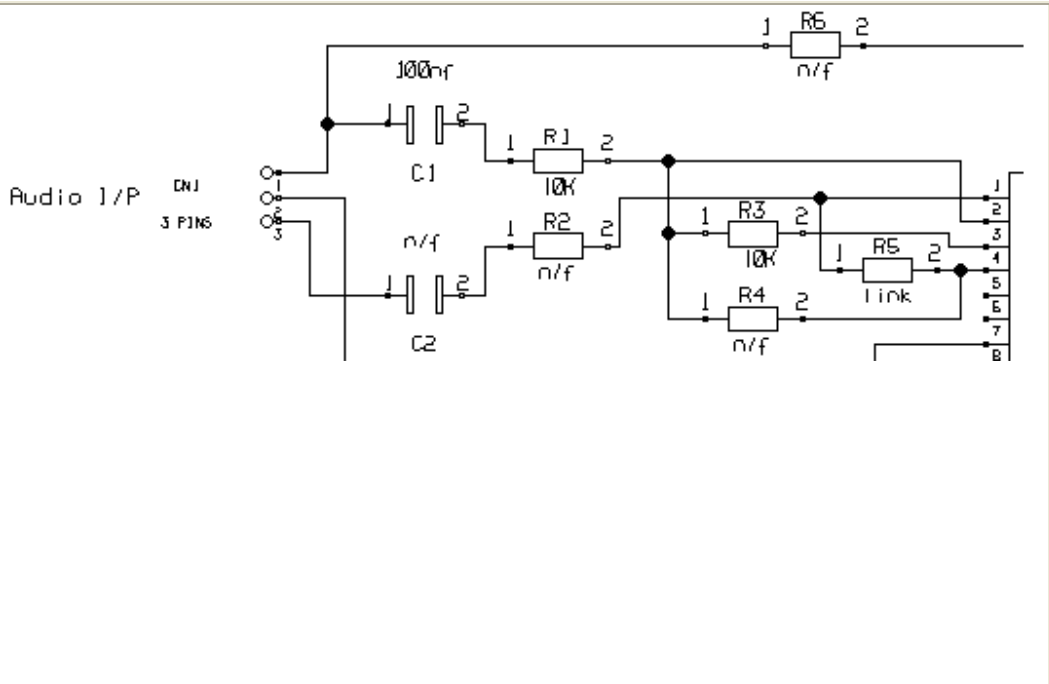 1 R6 2
n/f
100nf
1 2
C1
1 R1 2
10K
Audio I/P
CN1
3 PINS
1
2
3
n/f
1 2
C2
1 R2 2
n/f
1 R3 2
10K
1 R4 2
n/f
1 R5 2
link
1
2
3
4
5
6
7
8